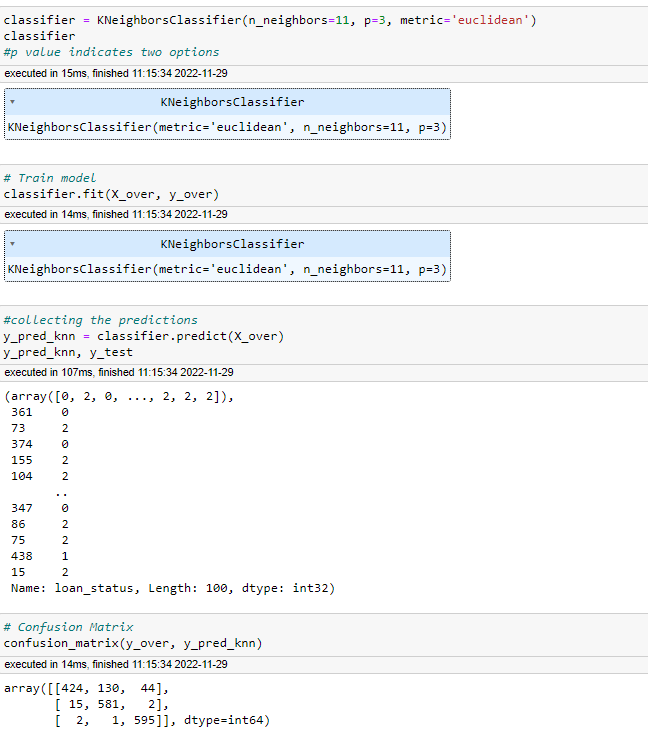 classifier = KNeighborsClassifier(n_neighbors=11, p=3, metric='euclidean')
classifier
#p value indicates two options
executed in 15ms, finished 11:15:34 2022-11-29
KNeighborsClassifier
KNeighborsClassifier(metric='euclidean', n_neighbors=11, p=3)
# Train model
classifier.fit(X_over, y_over)
executed in 14ms, finished 11:15:34 2022-11-29
KNeighborsClassifier
KNeighborsClassifier(metric='euclidean', n_neighbors=11, p=3)
#collecting the predictions
y_pred_knn = classifier.predict(X_over)
y_pred_knn, y_test
executed in 107ms, finished 11:15:34 2022-11-29
(array([0, 2, 0, ..., 2, 2, 2]),
361    0
73     2
374    0
155    2
104    2
..
347    0
86     2
75     2
438    1
15     2
Name: loan_status, Length: 100, dtype: int32)
# Confusion Matrix
confusion_matrix(y_over, y_pred_knn)
executed in 14ms, finished 11:15:34 2022-11-29
array([[424, 130,  44],
[ 15, 581,   2],
[  2,   1, 595]], dtype=int64)